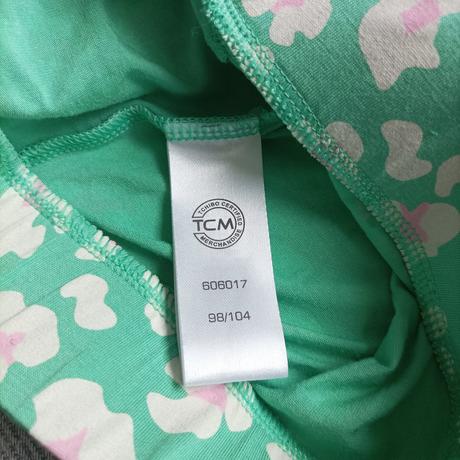 TCHIBO CERTIFIED
TCM
MERCHANDISE
606017
98/104